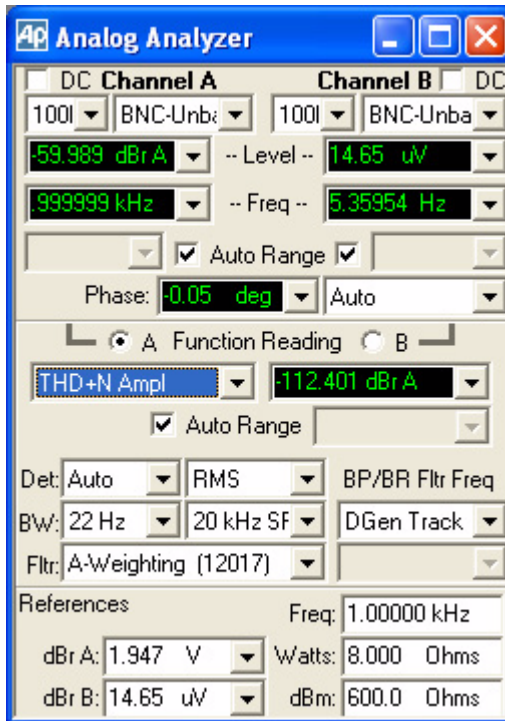 Ap Analog Analyzer
DC Channel A Channel B DC
100l BNC-Unba 100l BNC-Unba
-59.989 dBr A -- Level -- 14.65 uV
.999999 kHz -- Freq -- 5.35954 Hz
Auto Range
Phase: -0.05 deg Auto
A Function Reading B
THD+N Ampl -112.401 dBr A
Auto Range
Det: Auto RMS BP/BR Fltr Freq
BW: 22 Hz 20 kHz SF DGen Track
Fltr: A-Weighting (12017)
References Freq: 1.00000 kHz
dBr A: 1.947 V Watts: 8.000 Ohms
dBr B: 14.65 uV dBm: 600.0 Ohms